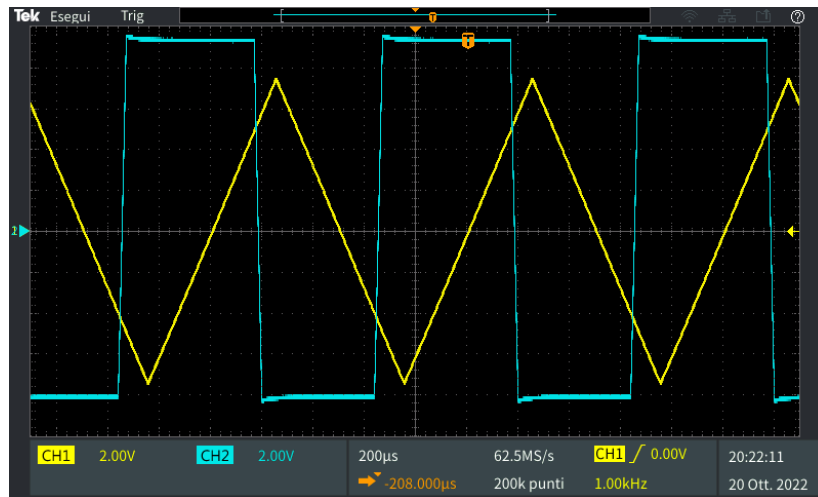 Tek Esegui Trig
T
T
1
CH1 2.00V CH2 2.00V 200µs 62.5MS/s CH1 0.00V 20:22:11
-208.000µs 200k punti 1.00kHz 20 Ott. 2022